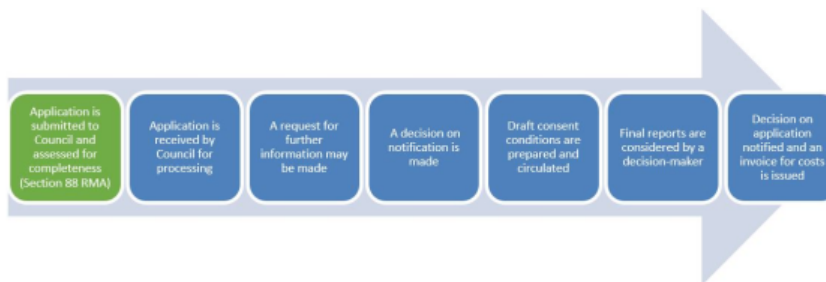 Application is
submitted to
Council and
assessed for
completeness
(Section 88 RMA)
Application is
received by
Council for
processing
A request for
further
information may
be made
A decision on
notification is
made
Draft consent
conditions are
prepared and
circulated
Final reports are
considered by a
decision-maker
Decision on
application
notified and an
invoice for costs
is issued